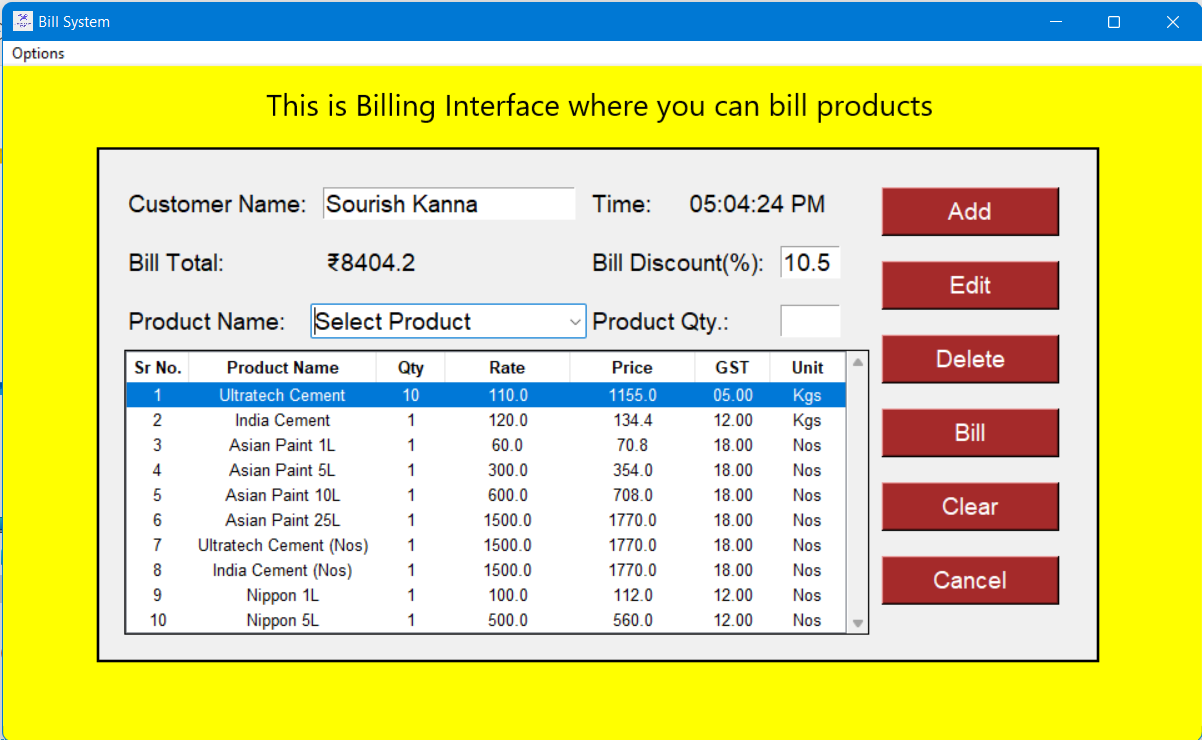 Bill System
Options
This is Billing Interface where you can bill products
Customer Name: Sourish Kanna Time: 05:04:24 PM Add
Bill Total: ₹8404.2 Bill Discount(%): 10.5 Edit
Product Name: Select Product Product Qty.:
Sr No. Product Name Qty Rate Price GST Unit Delete
1 Ultratech Cement 10 110.0 1155.0 05.00 Kgs
2 India Cement 1 120.0 134.4 12.00 Kgs
3 Asian Paint 1L 1 60.0 70.8 18.00 Nos Bill
4 Asian Paint 5L 1 300.0 354.0 18.00 Nos
5 Asian Paint 10L 1 600.0 708.0 18.00 Nos Clear
6 Asian Paint 25L 1 1500.0 1770.0 18.00 Nos
7 Ultratech Cement (Nos) 1 1500.0 1770.0 18.00 Nos
8 India Cement (Nos) 1 1500.0 1770.0 18.00 Nos Cancel
9 Nippon 1L 1 100.0 112.0 12.00 Nos
10 Nippon 5L 1 500.0 560.0 12.00 Nos